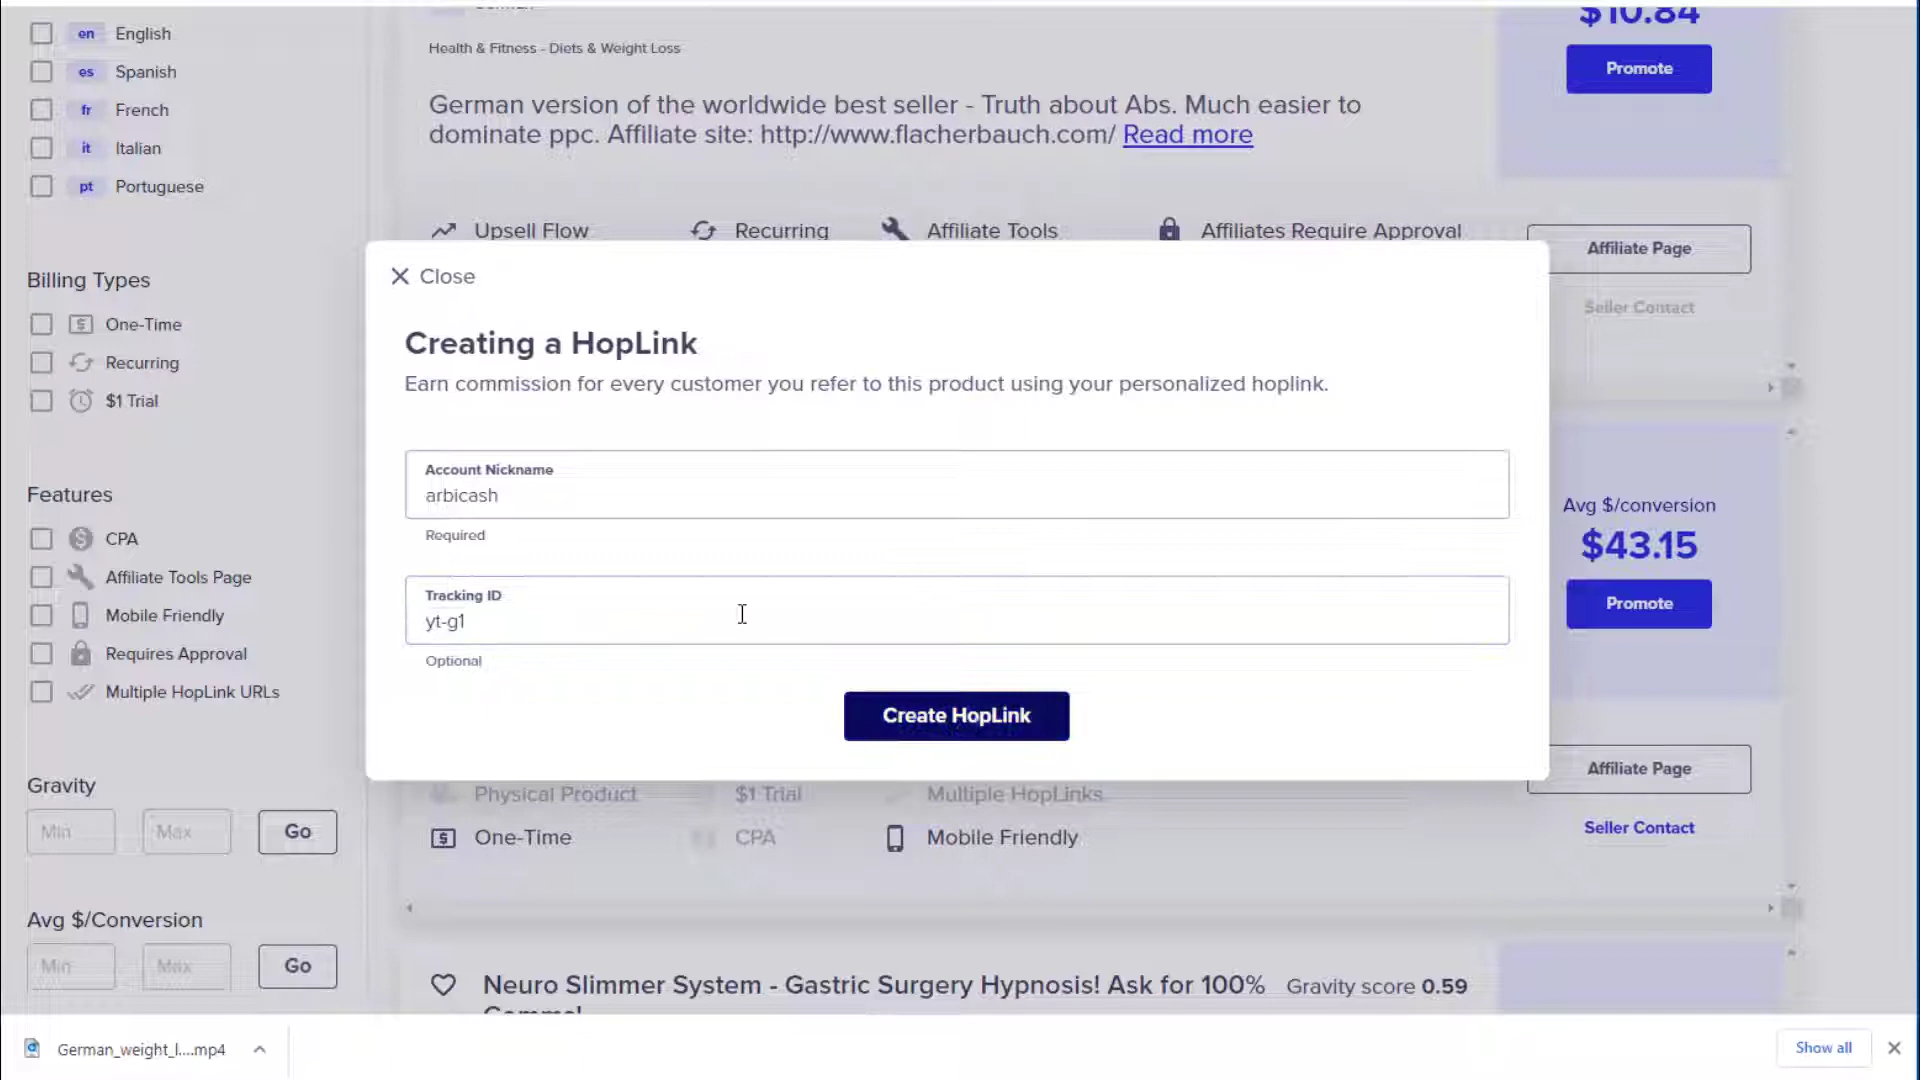 en English
es Spanish
fr French
it Italian
pt Portuguese
Billing Types
One-Time
Recurring
$1 Trial
Features
CPA
Affiliate Tools Page
Mobile Friendly
Requires Approval
Multiple HopLink URLs
Gravity
Min Max Go
Avg $/Conversion
Min Max Go
$10.84
Health & Fitness - Diets & Weight Loss
Promote
German version of the worldwide best seller - Truth about Abs. Much easier to
dominate ppc. Affiliate site: http://www.flacherbauch.com/ Read more
Upsell Flow Recurring Affiliate Tools Affiliates Require Approval
Affiliate Page
Seller Contact
Close
Creating a HopLink
Earn commission for every customer you refer to this product using your personalized hoplink.
Account Nickname
arbicash
Required
Tracking ID
yt-g1
Optional
Create HopLink
Avg $/conversion
$43.15
Promote
Affiliate Page
Seller Contact
Physical Product $1 Trial Multiple HopLinks
One-Time CPA Mobile Friendly
Neuro Slimmer System - Gastric Surgery Hypnosis! Ask for 100% Gravity score 0.59
German_weight_l....mp4
Show all